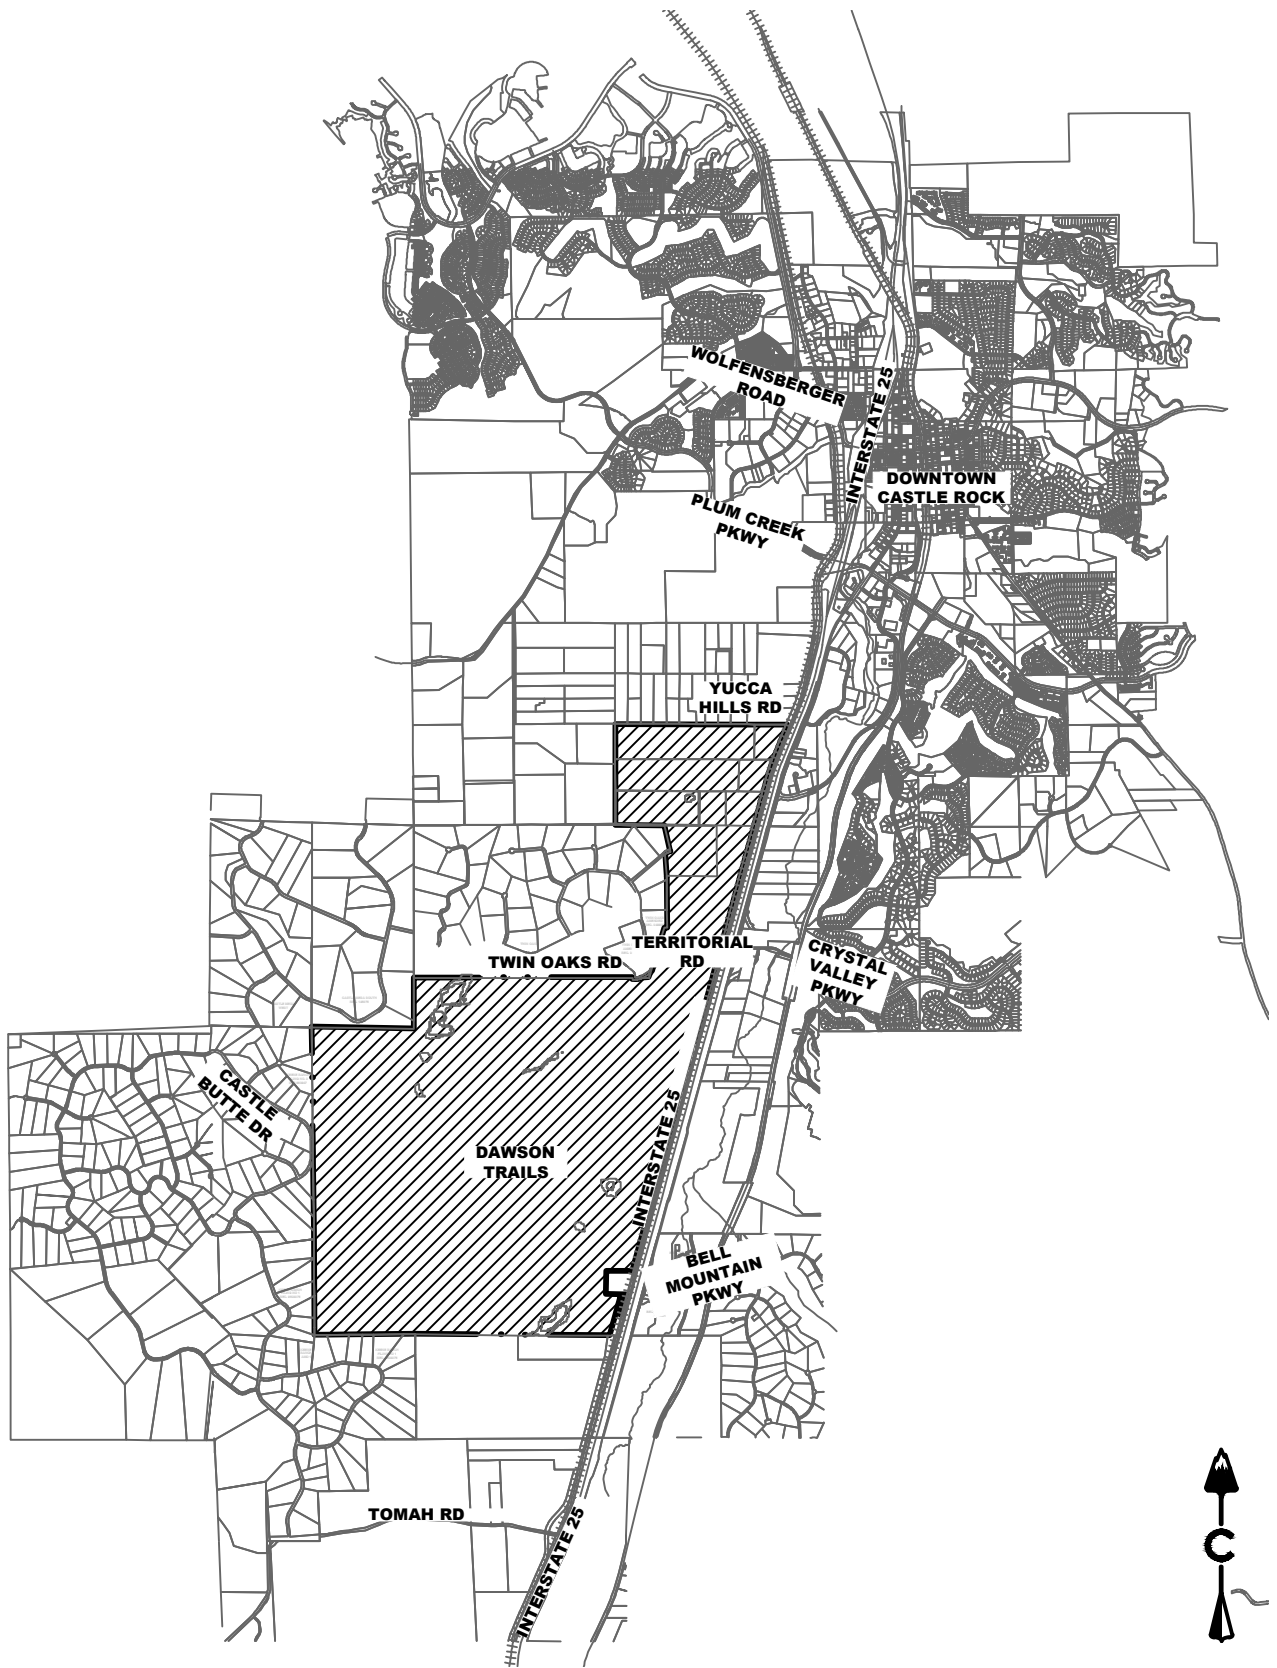 WOLFENSBERGER
ROAD
INTERSTATE 25
DOWNTOWN
CASTLE ROCK
PLUM CREEK
PKWY
YUCCA
HILLS RD
TERRITORIAL
RD
TWIN OAKS RD
CRYSTAL
VALLEY
PKWY
CASTLE
BUTTE DR
INTERSTATE 25
DAWSON
TRAILS
BELL
MOUNTAIN
PKWY
TOMAH RD
INTERSTATE 25
C